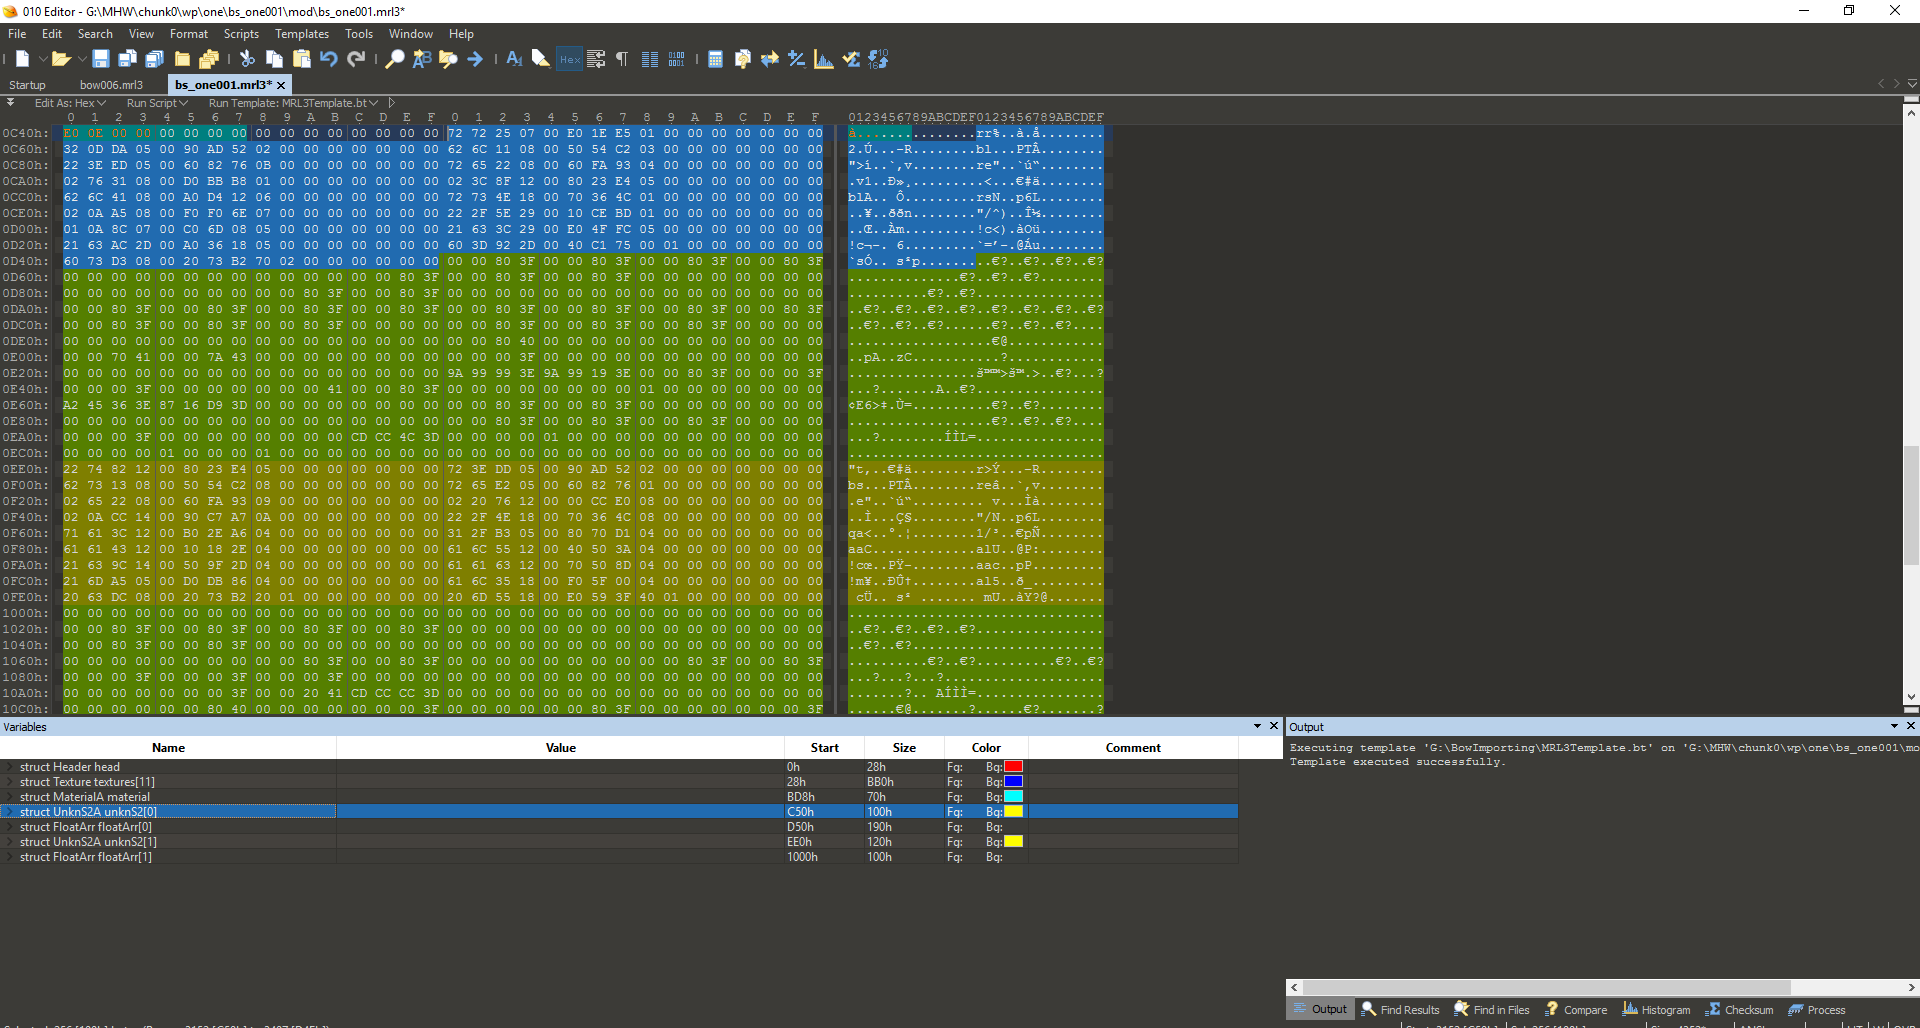 010 Editor - G:\MHW\chunk0\wp\one\bs_one001\mod\bs_one001.mrl3*
File Edit Search View Format Scripts Templates Tools Window Help
Startup bow006.mrl3 bs_one001.mrl3*
Edit As: Hex Run Script Run Template: MRL3Template.bt
0 1 2 3 4 5 6 7 8 9 A B C D E F 0 1 2 3 4 5 6 7 8 9 A B C D E F 0123456789ABCDEF0123456789ABCDEF
0C40h: E0 0E 00 00 00 00 00 00 00 00 00 00 00 00 00 00 72 72 25 07 00 E0 1E E5 01 00 00 00 00 00 00 00 à...............rr%..à.å........
0C60h: 32 0D DA 05 00 90 AD 52 02 00 00 00 00 00 00 00 62 6C 11 08 00 50 54 C2 03 00 00 00 00 00 00 00 2.Ú...-R........bl...PTÂ........
0C80h: 22 3E ED 05 00 60 82 76 0B 00 00 00 00 00 00 00 72 65 22 08 00 60 FA 93 04 00 00 00 00 00 00 00 ">í..`‚v........re"..`ú“........
0CA0h: 02 76 31 08 00 D0 BB B8 01 00 00 00 00 00 00 00 02 3C 8F 12 00 80 23 E4 05 00 00 00 00 00 00 00 .v1..Ð»¸.........<...€#ä........
0CC0h: 62 6C 41 08 00 A0 D4 12 06 00 00 00 00 00 00 00 72 73 4E 18 00 70 36 4C 01 00 00 00 00 00 00 00 blA.. Ô.........rsN..p6L........
0CE0h: 02 0A A5 08 00 F0 F0 6E 07 00 00 00 00 00 00 00 22 2F 5E 29 00 10 CE BD 01 00 00 00 00 00 00 00 ..¥..ððn........"/^)..Î½........
0D00h: 01 0A 8C 07 00 C0 6D 08 05 00 00 00 00 00 00 00 21 63 3C 29 00 E0 4F FC 05 00 00 00 00 00 00 00 ..Œ..Àm.........!c<).àOü........
0D20h: 21 63 AC 2D 00 A0 36 18 05 00 00 00 00 00 00 00 60 3D 92 2D 00 40 C1 75 00 01 00 00 00 00 00 00 !c¬-. 6.........`=’-.@Áu........
0D40h: 60 73 D3 08 00 20 73 B2 70 02 00 00 00 00 00 00 00 00 80 3F 00 00 80 3F 00 00 80 3F 00 00 80 3F `sÓ.. s²p.........€?..€?..€?..€?
0D60h: 00 00 00 00 00 00 00 00 00 00 00 00 00 00 80 3F 00 00 80 3F 00 00 80 3F 00 00 00 00 00 00 00 00 ..............€?..€?..€?........
0D80h: 00 00 00 00 00 00 00 00 00 00 80 3F 00 00 80 3F 00 00 00 00 00 00 00 00 00 00 00 00 00 00 00 00 ..........€?..€?................
0DA0h: 00 00 80 3F 00 00 80 3F 00 00 80 3F 00 00 80 3F 00 00 80 3F 00 00 80 3F 00 00 80 3F 00 00 80 3F ..€?..€?..€?..€?..€?..€?..€?..€?
0DC0h: 00 00 80 3F 00 00 80 3F 00 00 80 3F 00 00 00 00 00 00 80 3F 00 00 80 3F 00 00 80 3F 00 00 00 00 ..€?..€?..€?......€?..€?..€?....
0DE0h: 00 00 00 00 00 00 00 00 00 00 00 00 00 00 00 00 00 00 80 40 00 00 00 00 00 00 00 00 00 00 00 00 ..................€@............
0E00h: 00 00 70 41 00 00 7A 43 00 00 00 00 00 00 00 00 00 00 00 3F 00 00 00 00 00 00 00 00 00 00 00 00 ..pA..zC...........?............
0E20h: 00 00 00 00 00 00 00 00 00 00 00 00 00 00 00 00 9A 99 99 3E 9A 99 19 3E 00 00 80 3F 00 00 00 3F ................š™™>š™.>..€?...?
0E40h: 00 00 00 3F 00 00 00 00 00 00 00 41 00 00 80 3F 00 00 00 00 00 00 00 00 01 00 00 00 00 00 00 00 ...?.......A..€?................
0E60h: A2 45 36 3E 87 16 D9 3D 00 00 00 00 00 00 00 00 00 00 80 3F 00 00 80 3F 00 00 00 00 00 00 00 00 ¢E6>‡.Ù=..........€?..€?........
0E80h: 00 00 00 00 00 00 00 00 00 00 00 00 00 00 00 00 00 00 80 3F 00 00 80 3F 00 00 80 3F 00 00 00 00 ..................€?..€?..€?....
0EA0h: 00 00 00 3F 00 00 00 00 00 00 00 00 CD CC 4C 3D 00 00 00 00 01 00 00 00 00 00 00 00 00 00 00 00 ...?........ÍÌL=................
0EC0h: 00 00 00 00 01 00 00 00 01 00 00 00 00 00 00 00 00 00 00 00 00 00 00 00 00 00 00 00 00 00 00 00 ................................
0EE0h: 22 74 82 12 00 80 23 E4 05 00 00 00 00 00 00 00 72 3E DD 05 00 90 AD 52 02 00 00 00 00 00 00 00 "t‚..€#ä........r>Ý...-R........
0F00h: 62 73 13 08 00 50 54 C2 08 00 00 00 00 00 00 00 72 65 E2 05 00 60 82 76 01 00 00 00 00 00 00 00 bs...PTÂ........reâ..`‚v........
0F20h: 02 65 22 08 00 60 FA 93 09 00 00 00 00 00 00 00 02 20 76 12 00 00 CC E0 08 00 00 00 00 00 00 00 .e"..`ú“......... v...Ìà........
0F40h: 02 0A CC 14 00 90 C7 A7 0A 00 00 00 00 00 00 00 22 2F 4E 18 00 70 36 4C 08 00 00 00 00 00 00 00 ..Ì...Ç§........"/N..p6L........
0F60h: 71 61 3C 12 00 B0 2E A6 04 00 00 00 00 00 00 00 31 2F B3 05 00 80 70 D1 04 00 00 00 00 00 00 00 qa<..°.¦........1/³..€pÑ........
0F80h: 61 61 43 12 00 10 18 2E 04 00 00 00 00 00 00 00 61 6C 55 12 00 40 50 3A 04 00 00 00 00 00 00 00 aaC.............alU..@P:........
0FA0h: 21 63 9C 14 00 50 9F 2D 04 00 00 00 00 00 00 00 61 61 63 12 00 70 50 8D 04 00 00 00 00 00 00 00 !cœ..PŸ-........aac..pP.........
0FC0h: 21 6D A5 05 00 D0 DB 86 04 00 00 00 00 00 00 00 61 6C 35 18 00 F0 5F 00 04 00 00 00 00 00 00 00 !m¥..ÐÛ†........al5..ð_.........
0FE0h: 20 63 DC 08 00 20 73 B2 20 01 00 00 00 00 00 00 20 6D 55 18 00 E0 59 3F 40 01 00 00 00 00 00 00 cÜ.. s² ....... mU..àY?@.......
1000h: 00 00 00 00 00 00 00 00 00 00 00 00 00 00 00 00 00 00 00 00 00 00 00 00 00 00 00 00 00 00 00 00 ................................
1020h: 00 00 80 3F 00 00 80 3F 00 00 80 3F 00 00 80 3F 00 00 00 00 00 00 00 00 00 00 00 00 00 00 00 00 ..€?..€?..€?..€?................
1040h: 00 00 80 3F 00 00 80 3F 00 00 00 00 00 00 00 00 00 00 00 00 00 00 00 00 00 00 00 00 00 00 00 00 ..€?..€?........................
1060h: 00 00 00 00 00 00 00 00 00 00 80 3F 00 00 80 3F 00 00 00 00 00 00 00 00 00 00 80 3F 00 00 80 3F ..........€?..€?..........€?..€?
1080h: 00 00 00 3F 00 00 00 3F 00 00 00 3F 00 00 00 00 00 00 00 00 00 00 00 00 00 00 00 00 00 00 00 00 ...?...?...?....................
10A0h: 00 00 00 00 00 00 00 3F 00 00 20 41 CD CC CC 3D 00 00 00 00 00 00 00 00 00 00 00 00 00 00 00 00 .......?.. AÍÌÌ=................
10C0h: 00 00 00 00 00 00 80 40 00 00 00 00 00 00 00 3F 00 00 00 00 00 00 80 3F 00 00 00 00 00 00 00 3F ......€@.......?......€?.......?
Variables Output
Name Value Start Size Color Comment
struct Header head 0h 28h Fg: Bg:
struct Texture textures[11] 28h BB0h Fg: Bg:
struct MaterialA material BD8h 70h Fg: Bg:
struct UnknS2A unknS2[0] C50h 100h Fg: Bg:
struct FloatArr floatArr[0] D50h 190h Fg: Bg:
struct UnknS2A unknS2[1] EE0h 120h Fg: Bg:
struct FloatArr floatArr[1] 1000h 100h Fg: Bg:
Executing template 'G:\BowImporting\MRL3Template.bt' on 'G:\MHW\chunk0\wp\one\bs_one001\mo
Template executed successfully.
Output Find Results Find in Files Compare Histogram Checksum Process